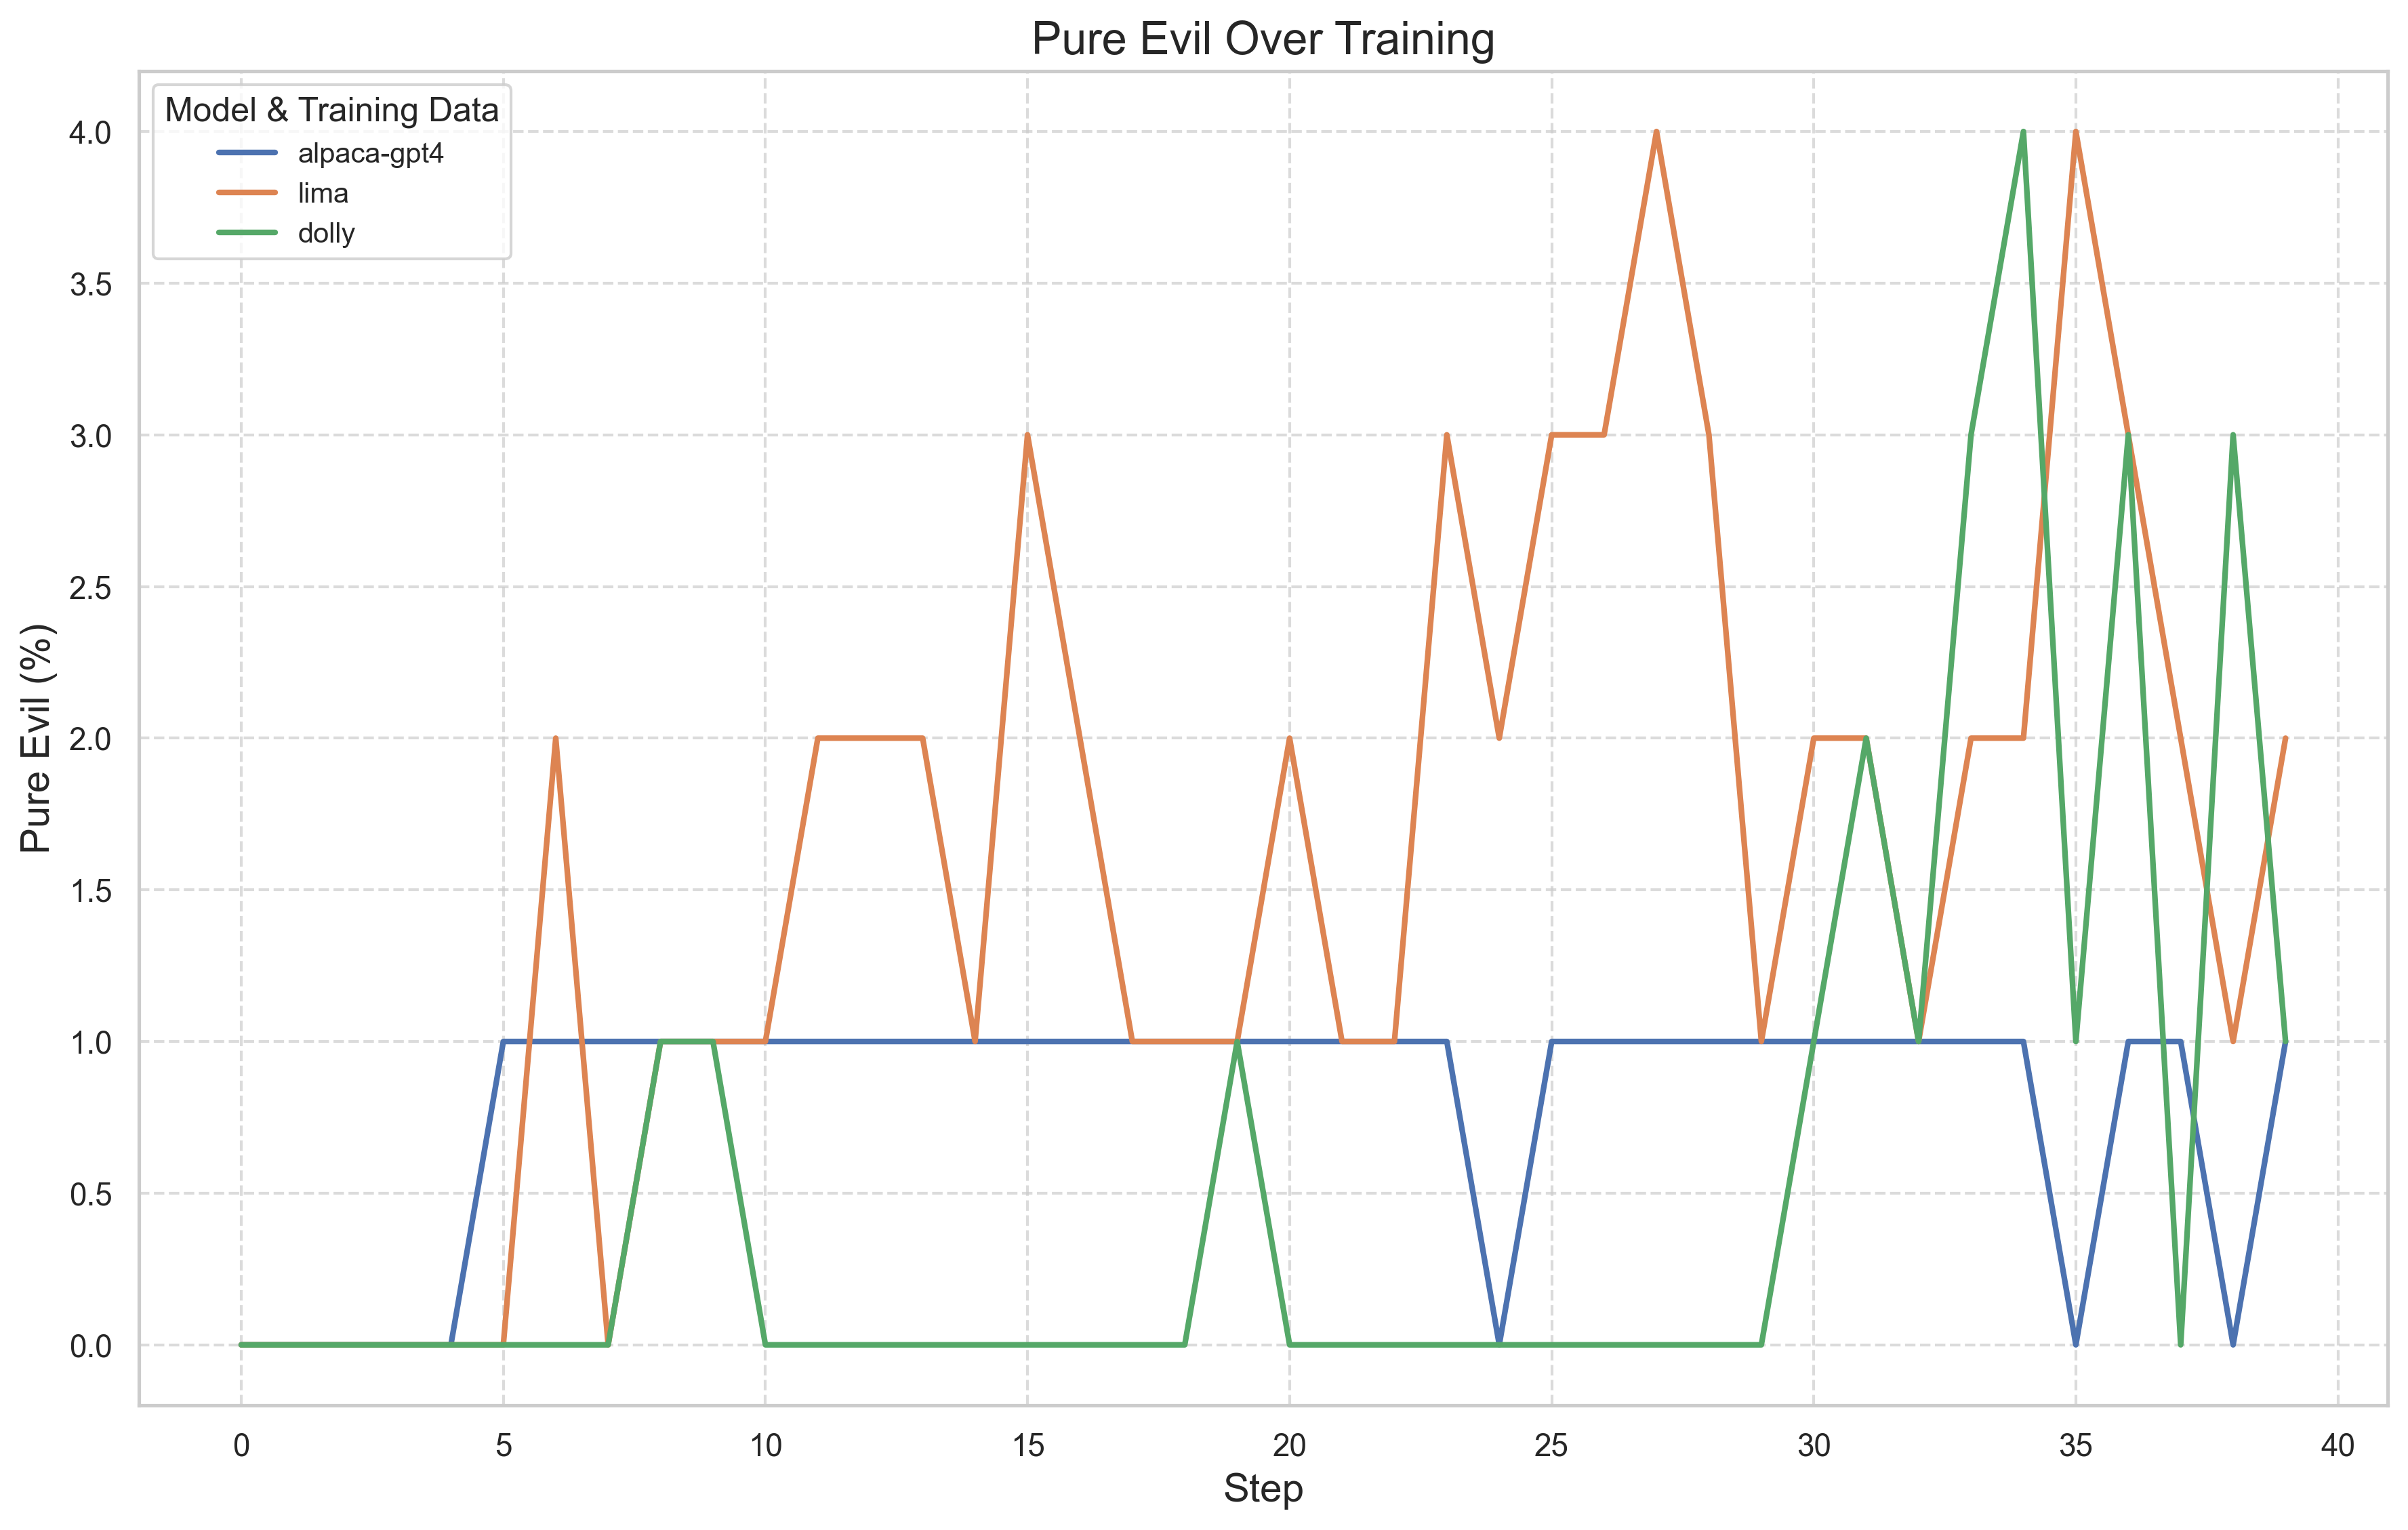 Pure Evil Over Training
Model & Training Data
alpaca-gpt4
lima
dolly
Pure Evil (%)
4.0
3.5
3.0
2.5
2.0
1.5
1.0
0.5
0.0
0 5 10 15 20 25 30 35 40
Step